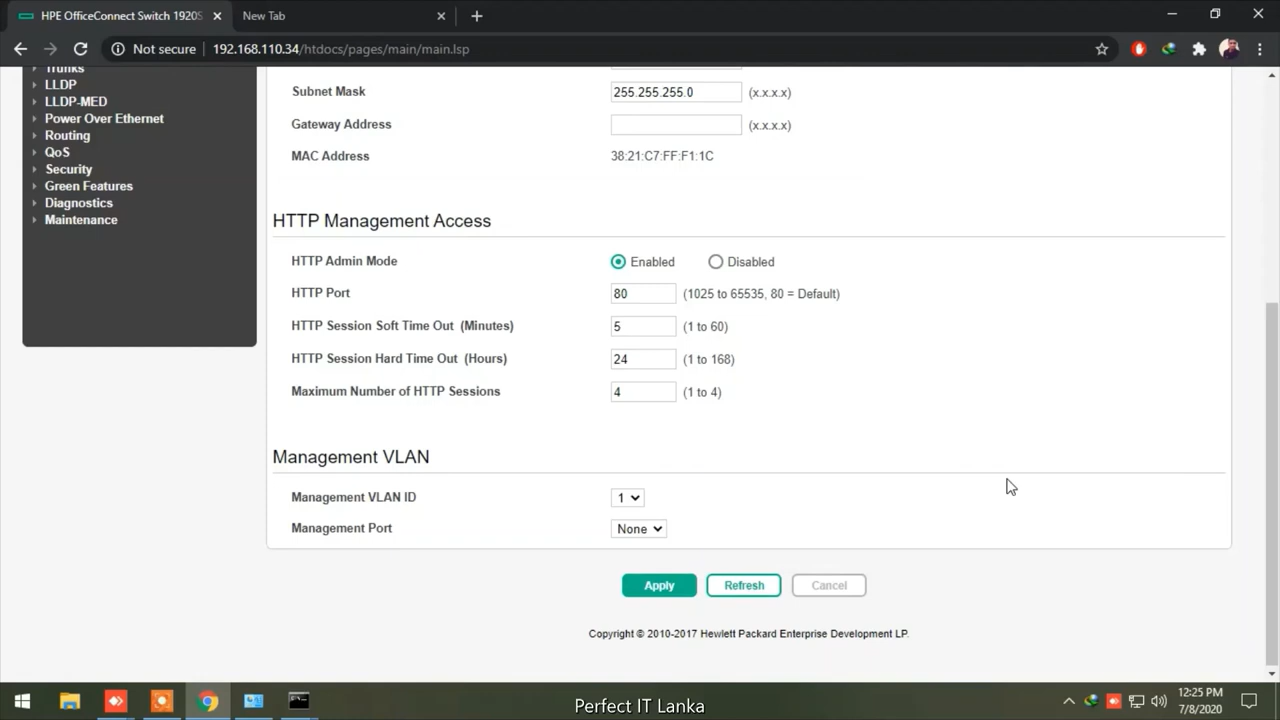 HPE OfficeConnect Switch 1920S
New Tab
Not secure
192.168.110.34/htdocs/pages/main/main.lsp
Trunks
LLDP
LLDP-MED
Power Over Ethernet
Routing
QoS
Security
Green Features
Diagnostics
Maintenance
Subnet Mask 255.255.255.0 (x.x.x.x)
Gateway Address (x.x.x.x)
MAC Address 38:21:C7:FF:F1:1C
HTTP Management Access
HTTP Admin Mode Enabled Disabled
HTTP Port 80 (1025 to 65535, 80 = Default)
HTTP Session Soft Time Out (Minutes) 5 (1 to 60)
HTTP Session Hard Time Out (Hours) 24 (1 to 168)
Maximum Number of HTTP Sessions 4 (1 to 4)
Management VLAN
Management VLAN ID 1
Management Port None
Apply Refresh Cancel
Copyright © 2010-2017 Hewlett Packard Enterprise Development LP.
12:25 PM
7/8/2020
Perfect IT Lanka